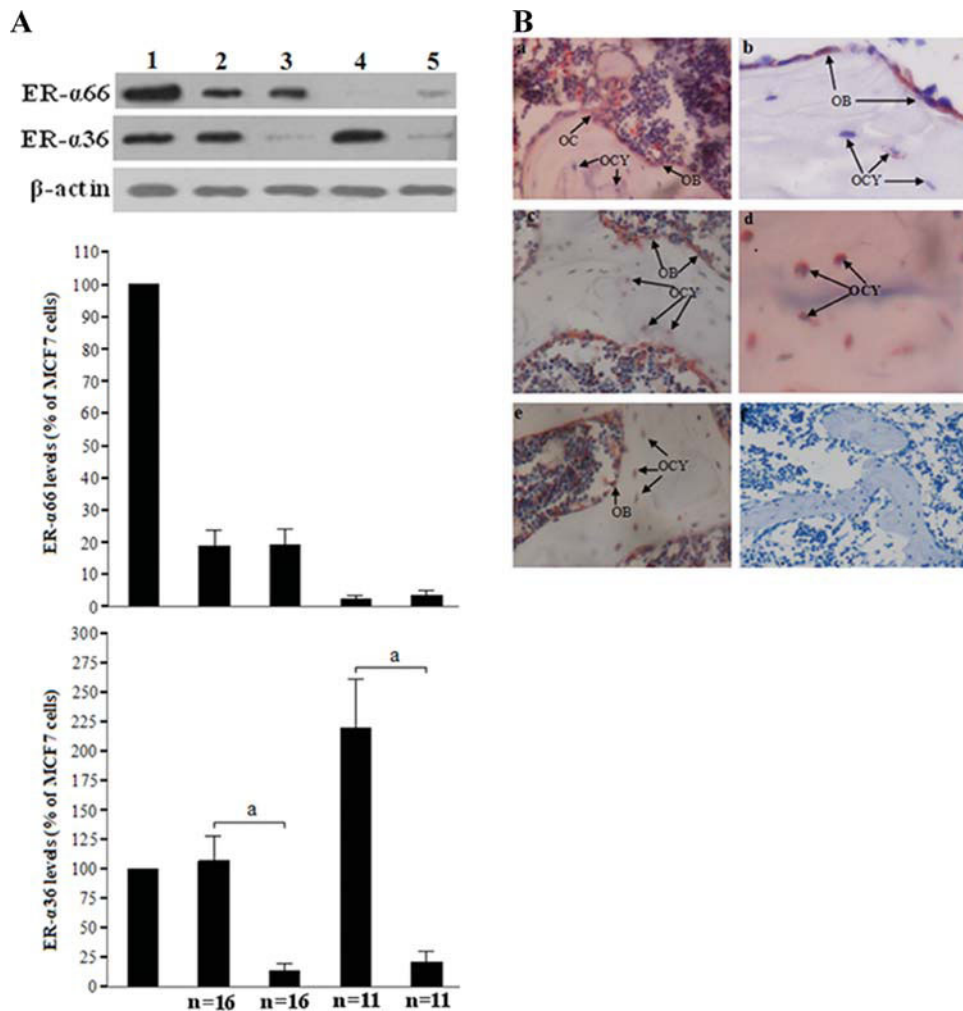 A
1 2 3 4 5
ER-α66
ER-α36
β-actin
110
100
90
80
70
60
50
40
30
20
10
0
ER-α66 levels (% of MCF7 cells)
300
275
250
225
200
175
150
125
100
75
50
25
0
ER-α36 levels (% of MCF7 cells)
a
a
n=16 n=16 n=11 n=11
B
a
OC
OCY
OB
b
OB
OCY
c
OB
OCY
d
OCY
e
OCY
OB
f